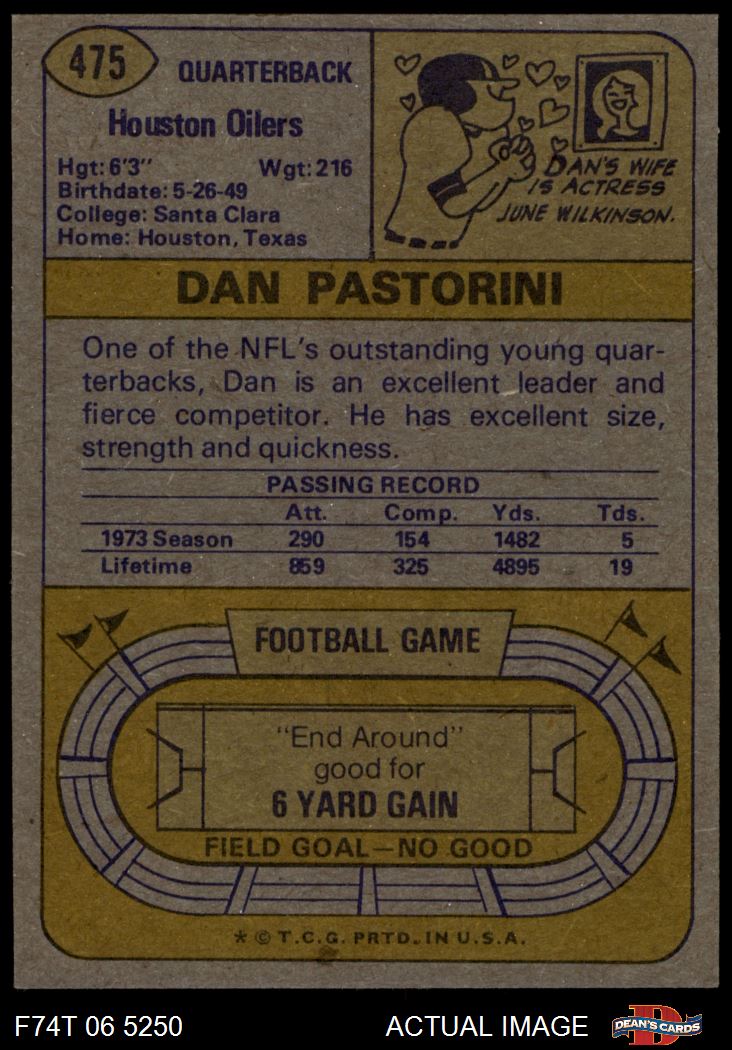 475
QUARTERBACK
Houston Oilers
Hgt: 6'3" Wgt: 216
Birthdate: 5-26-49
College: Santa Clara
Home: Houston, Texas
DAN'S WIFE
IS ACTRESS
JUNE WILKINSON.
DAN PASTORINI
One of the NFL's outstanding young quar-
terbacks, Dan is an excellent leader and
fierce competitor. He has excellent size,
strength and quickness.
PASSING RECORD
Att. Comp. Yds. Tds.
1973 Season 290 154 1482 5
Lifetime 859 325 4895 19
FOOTBALL GAME
"End Around"
good for
6 YARD GAIN
FIELD GOAL—NO GOOD
* © T.C.G. PRTD. IN U.S.A.
F74T 06 5250 ACTUAL IMAGE
D
DEAN'S CARDS